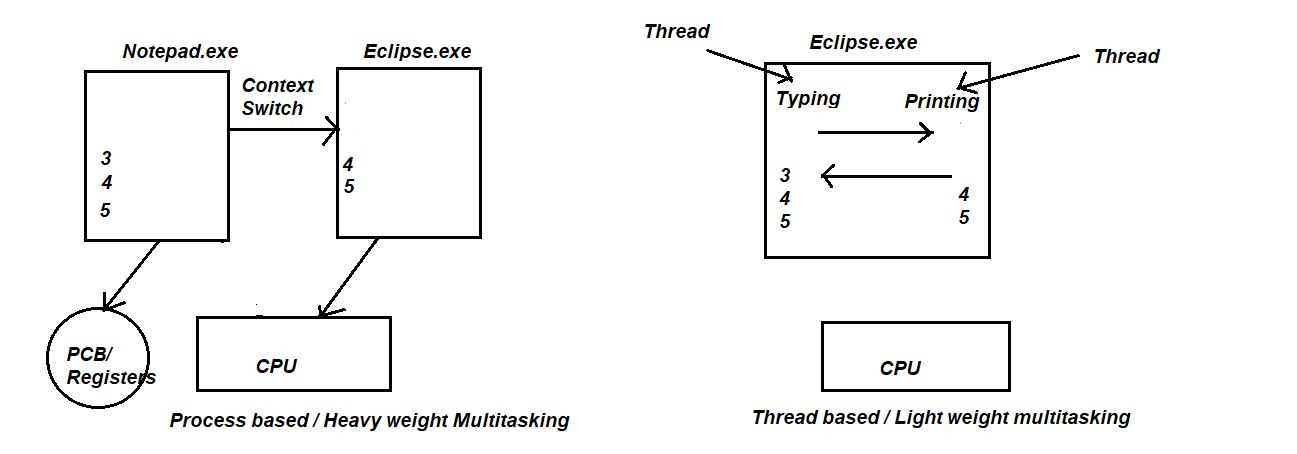 Notepad.exe
Eclipse.exe
Context
Switch
3
4
5
4
5
PCB/
Registers
CPU
Process based / Heavy weight Multitasking
Thread
Eclipse.exe
Thread
Typing
Printing
3
4
5
4
5
CPU
Thread based / Light weight multitasking